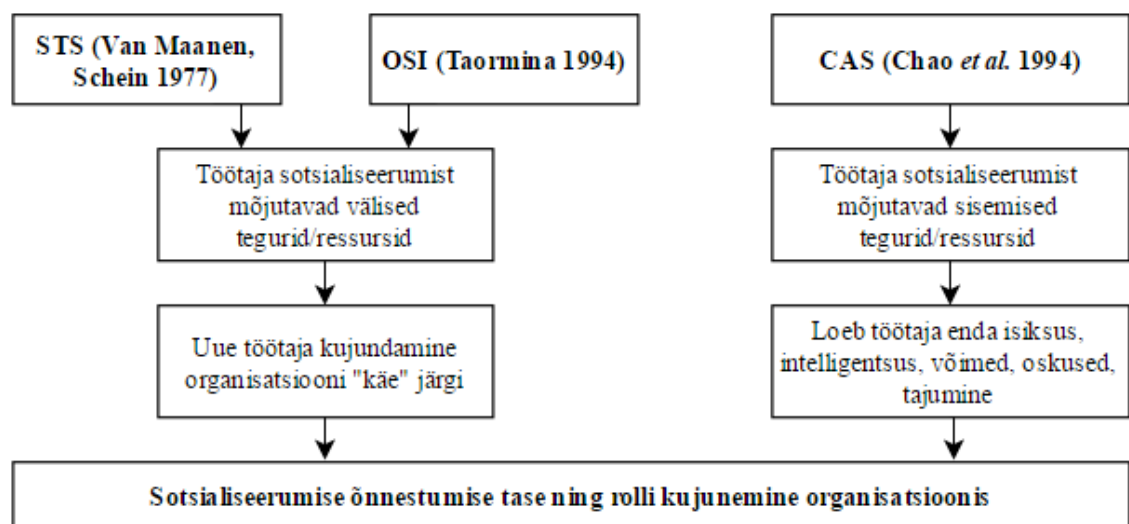 STS (Van Maanen,
Schein 1977)
OSI (Taormina 1994)
CAS (Chao et al. 1994)
Töötaja sotsialiseerumist
mõjutavad välised
tegurid/ressursid
Töötaja sotsialiseerumist
mõjutavad sisemised
tegurid/ressursid
Uue töötaja kujundamine
organisatsiooni "käe" järgi
Loeb töötaja enda isiksus,
intelligentsus, võimed, oskused,
tajumine
Sotsialiseerumise õnnestumise tase ning rolli kujunemine organisatsioonis